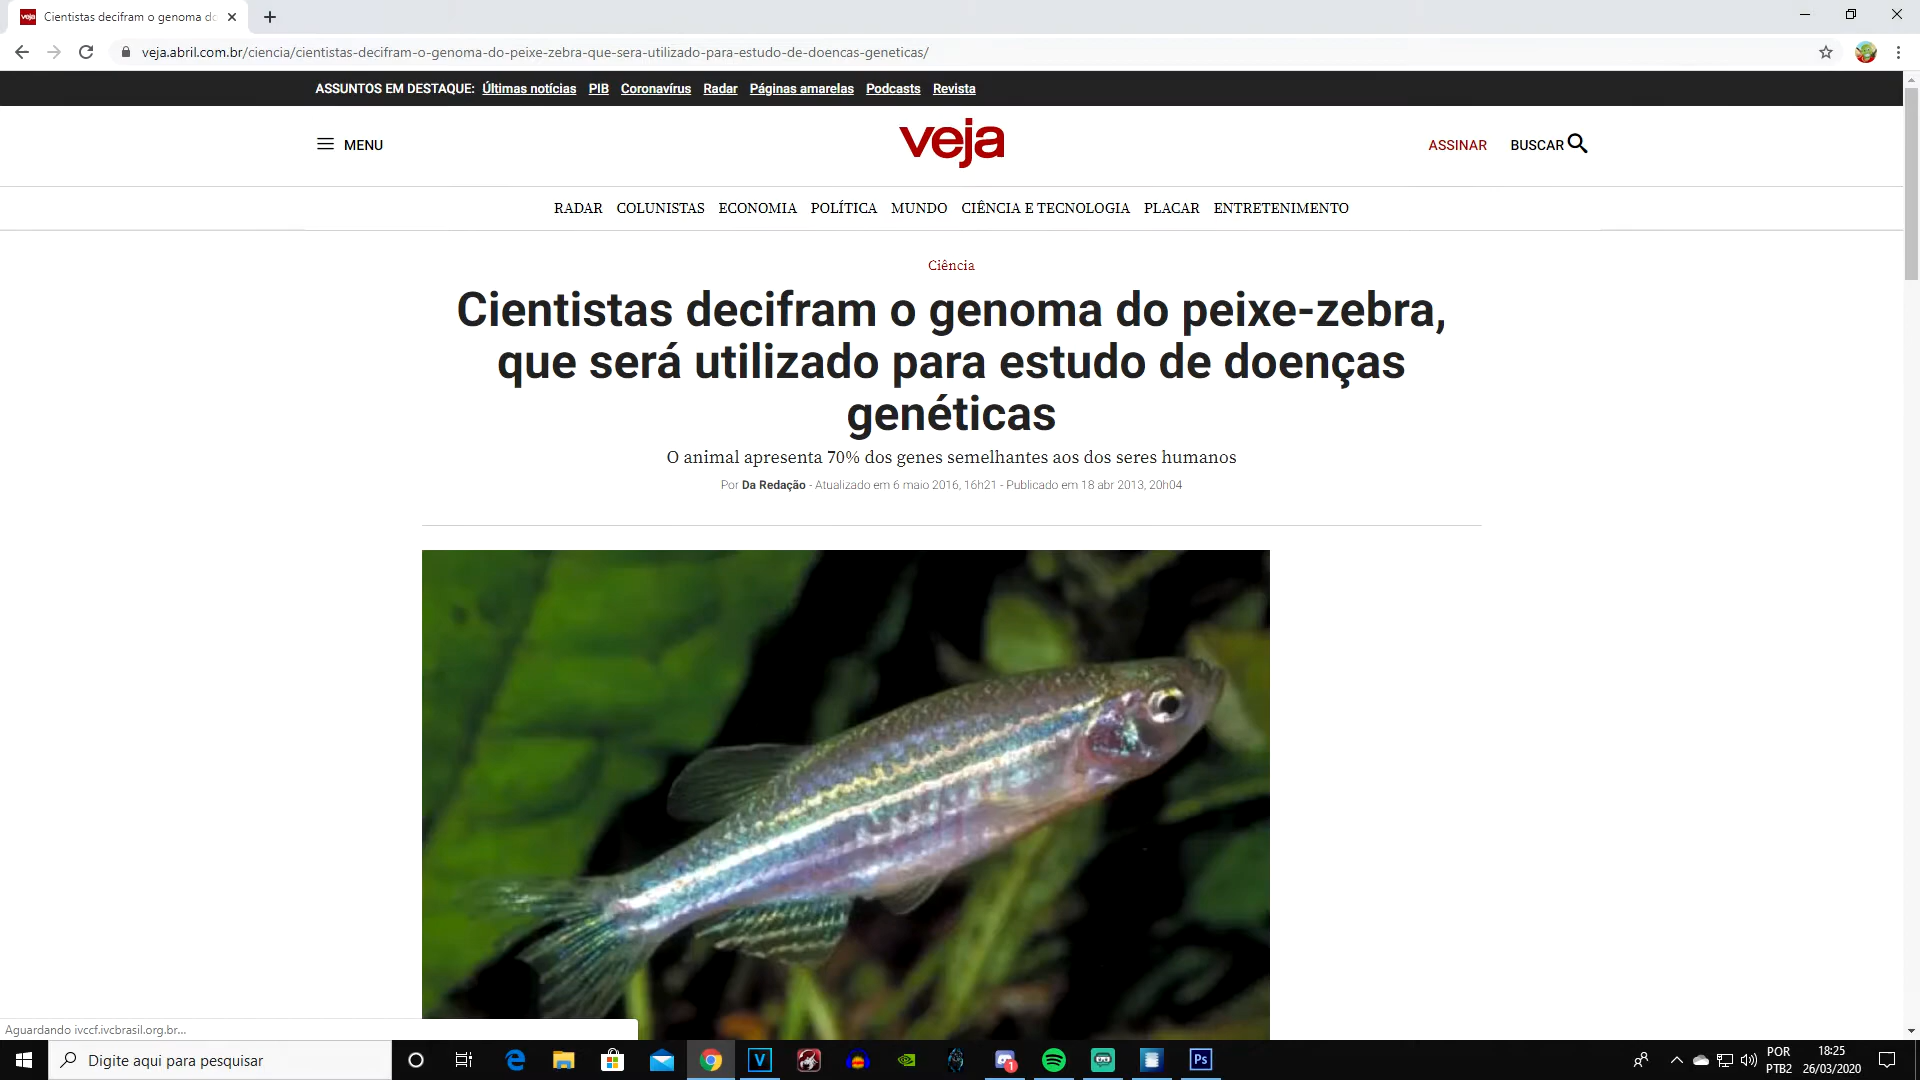 veja
Cientistas decifram o genoma do
veja.abril.com.br/ciencia/cientistas-decifram-o-genoma-do-peixe-zebra-que-sera-utilizado-para-estudo-de-doencas-geneticas/
ASSUNTOS EM DESTAQUE: Últimas notícias PIB Coronavírus Radar Páginas amarelas Podcasts Revista
MENU
veja
ASSINAR BUSCAR
RADAR COLUNISTAS ECONOMIA POLÍTICA MUNDO CIÊNCIA E TECNOLOGIA PLACAR ENTRETENIMENTO
Ciência
Cientistas decifram o genoma do peixe-zebra,
que será utilizado para estudo de doenças
genéticas
O animal apresenta 70% dos genes semelhantes aos dos seres humanos
Por Da Redação - Atualizado em 6 maio 2016, 16h21 - Publicado em 18 abr 2013, 20h04
Aguardando ivccf.ivcbrasil.org.br...
Digite aqui para pesquisar
V
1
Ps
POR
PTB2
18:25
26/03/2020